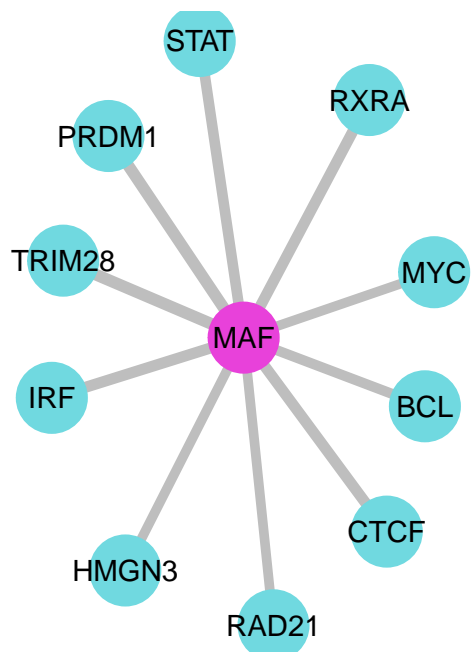 STAT
RXRA
PRDM1
TRIM28
MYC
MAF
IRF
BCL
CTCF
HMGN3
RAD21